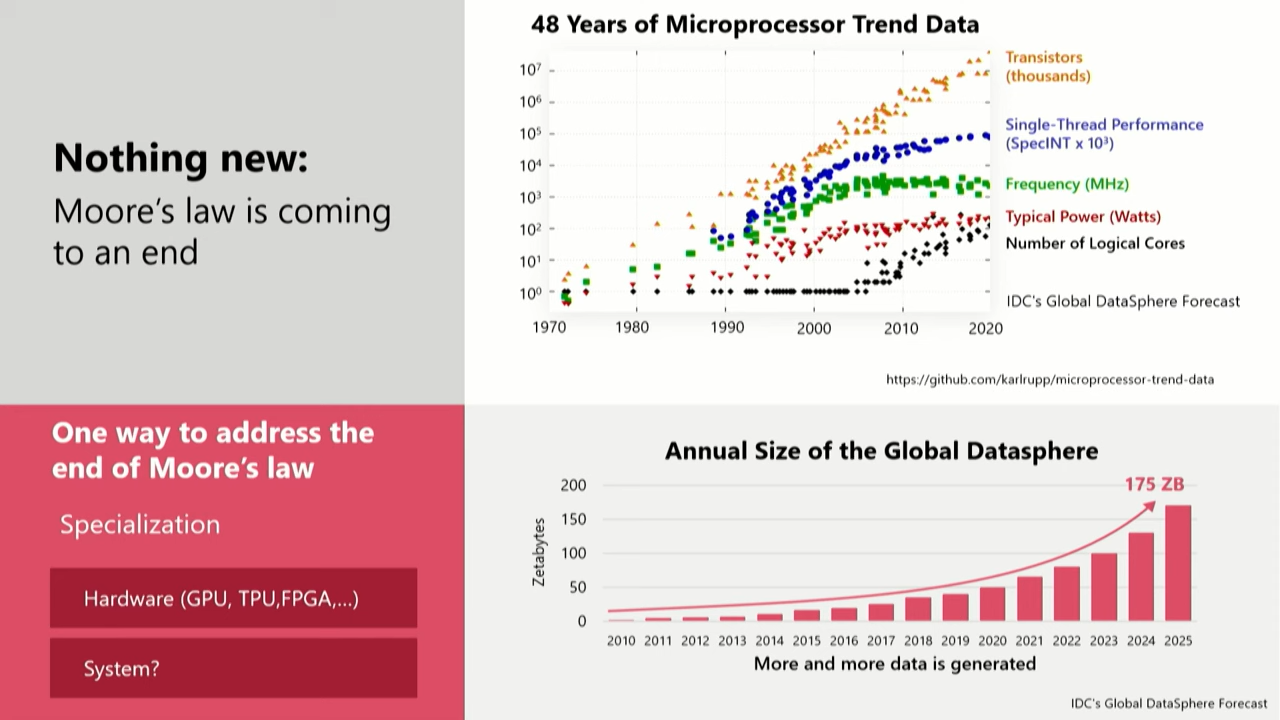 Nothing new:
Moore's law is coming
to an end
48 Years of Microprocessor Trend Data
10⁷
10⁶
10⁵
10⁴
10³
10²
10¹
10⁰
1970 1980 1990 2000 2010 2020
Transistors
(thousands)
Single-Thread Performance
(SpecINT x 10³)
Frequency (MHz)
Typical Power (Watts)
Number of Logical Cores
IDC's Global DataSphere Forecast
https://github.com/karlrupp/microprocessor-trend-data
One way to address the
end of Moore's law
Specialization
Hardware (GPU, TPU,FPGA,...)
System?
Annual Size of the Global Datasphere
175 ZB
Zetabytes
200
150
100
50
0
2010 2011 2012 2013 2014 2015 2016 2017 2018 2019 2020 2021 2022 2023 2024 2025
More and more data is generated
IDC's Global DataSphere Forecast